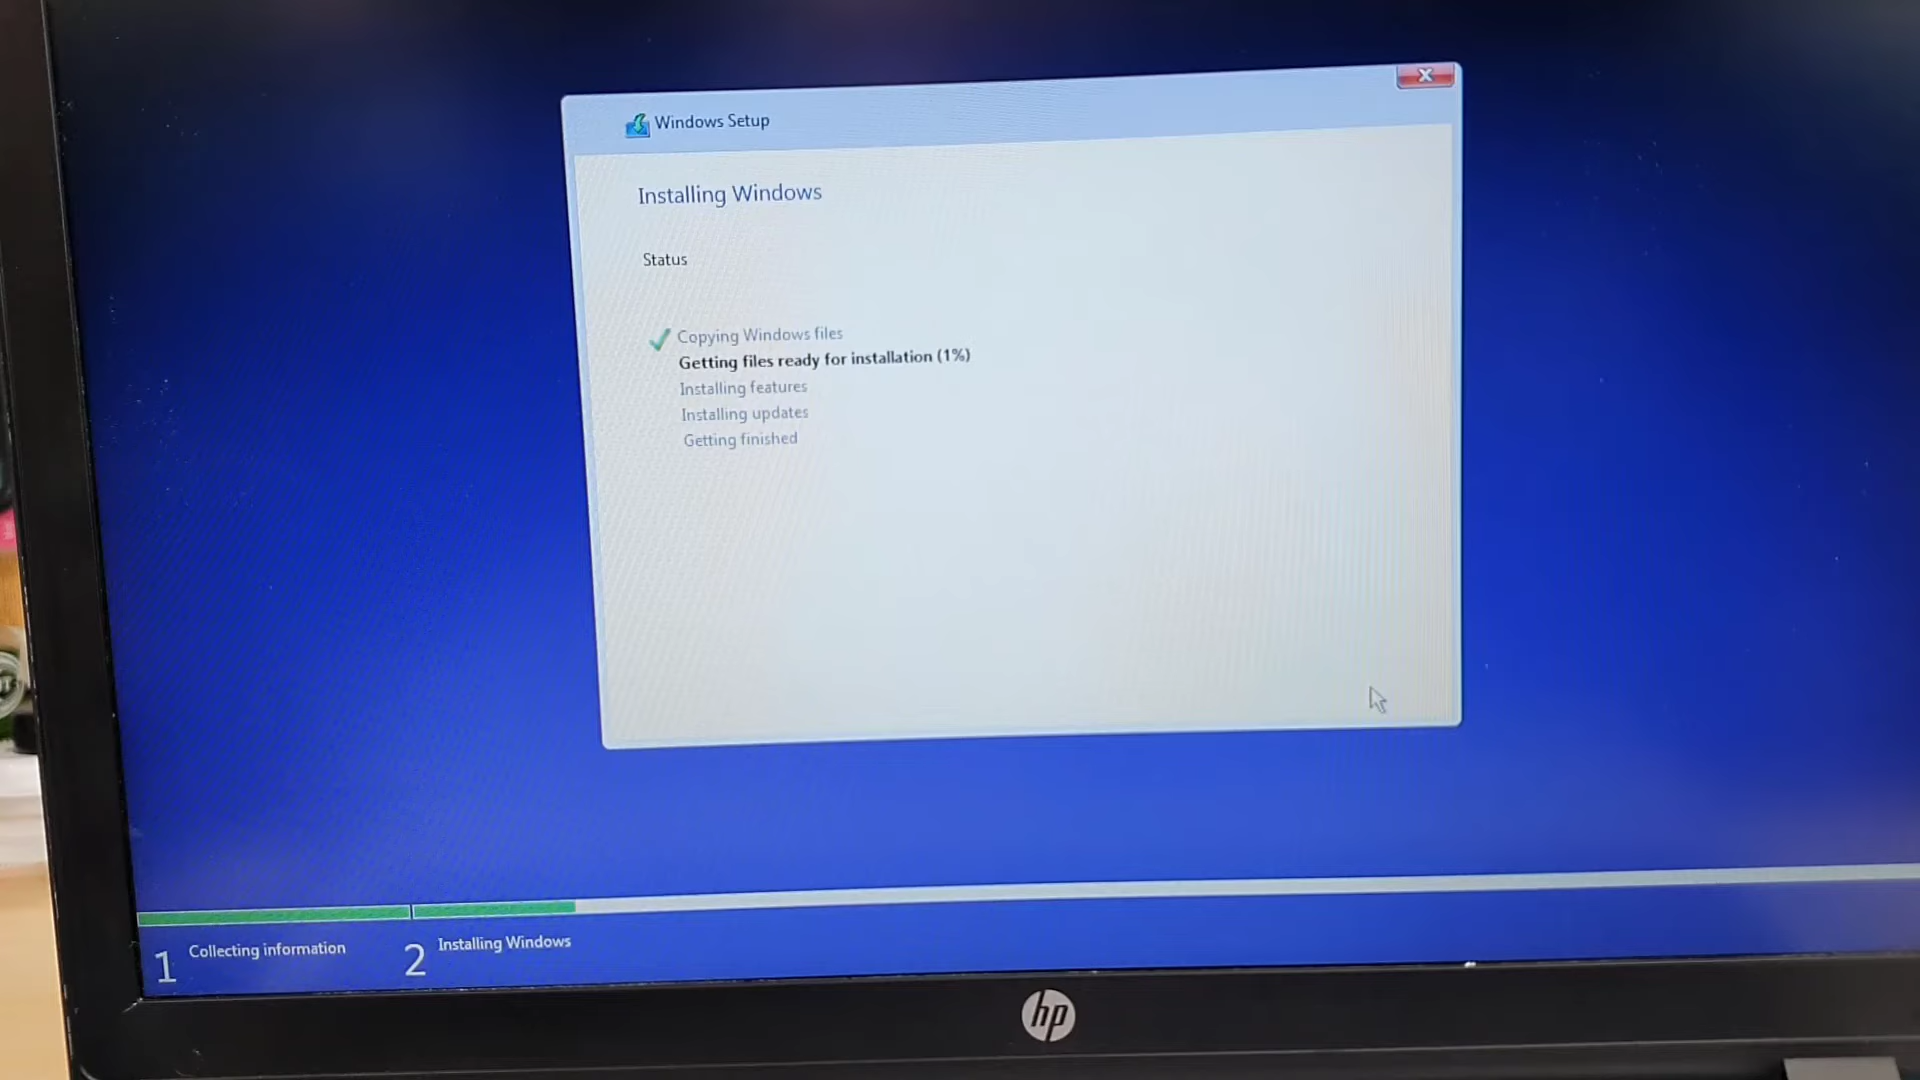 Windows Setup
Installing Windows
Status
Copying Windows files
Getting files ready for installation (1%)
Installing features
Installing updates
Getting finished
1 Collecting information
2 Installing Windows
hp